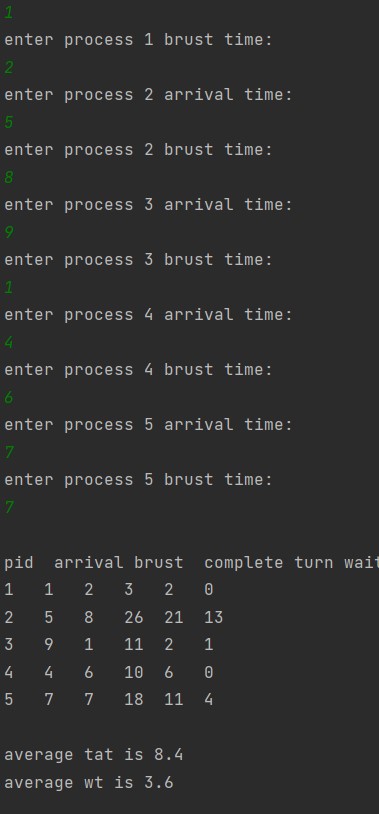 1
enter process 1 brust time:
2
enter process 2 arrival time:
5
enter process 2 brust time:
8
enter process 3 arrival time:
9
enter process 3 brust time:
1
enter process 4 arrival time:
4
enter process 4 brust time:
6
enter process 5 arrival time:
7
enter process 5 brust time:
7
pid arrival brust complete turn wait
1 1 2 3 2 0
2 5 8 26 21 13
3 9 1 11 2 1
4 4 6 10 6 0
5 7 7 18 11 4
average tat is 8.4
average wt is 3.6